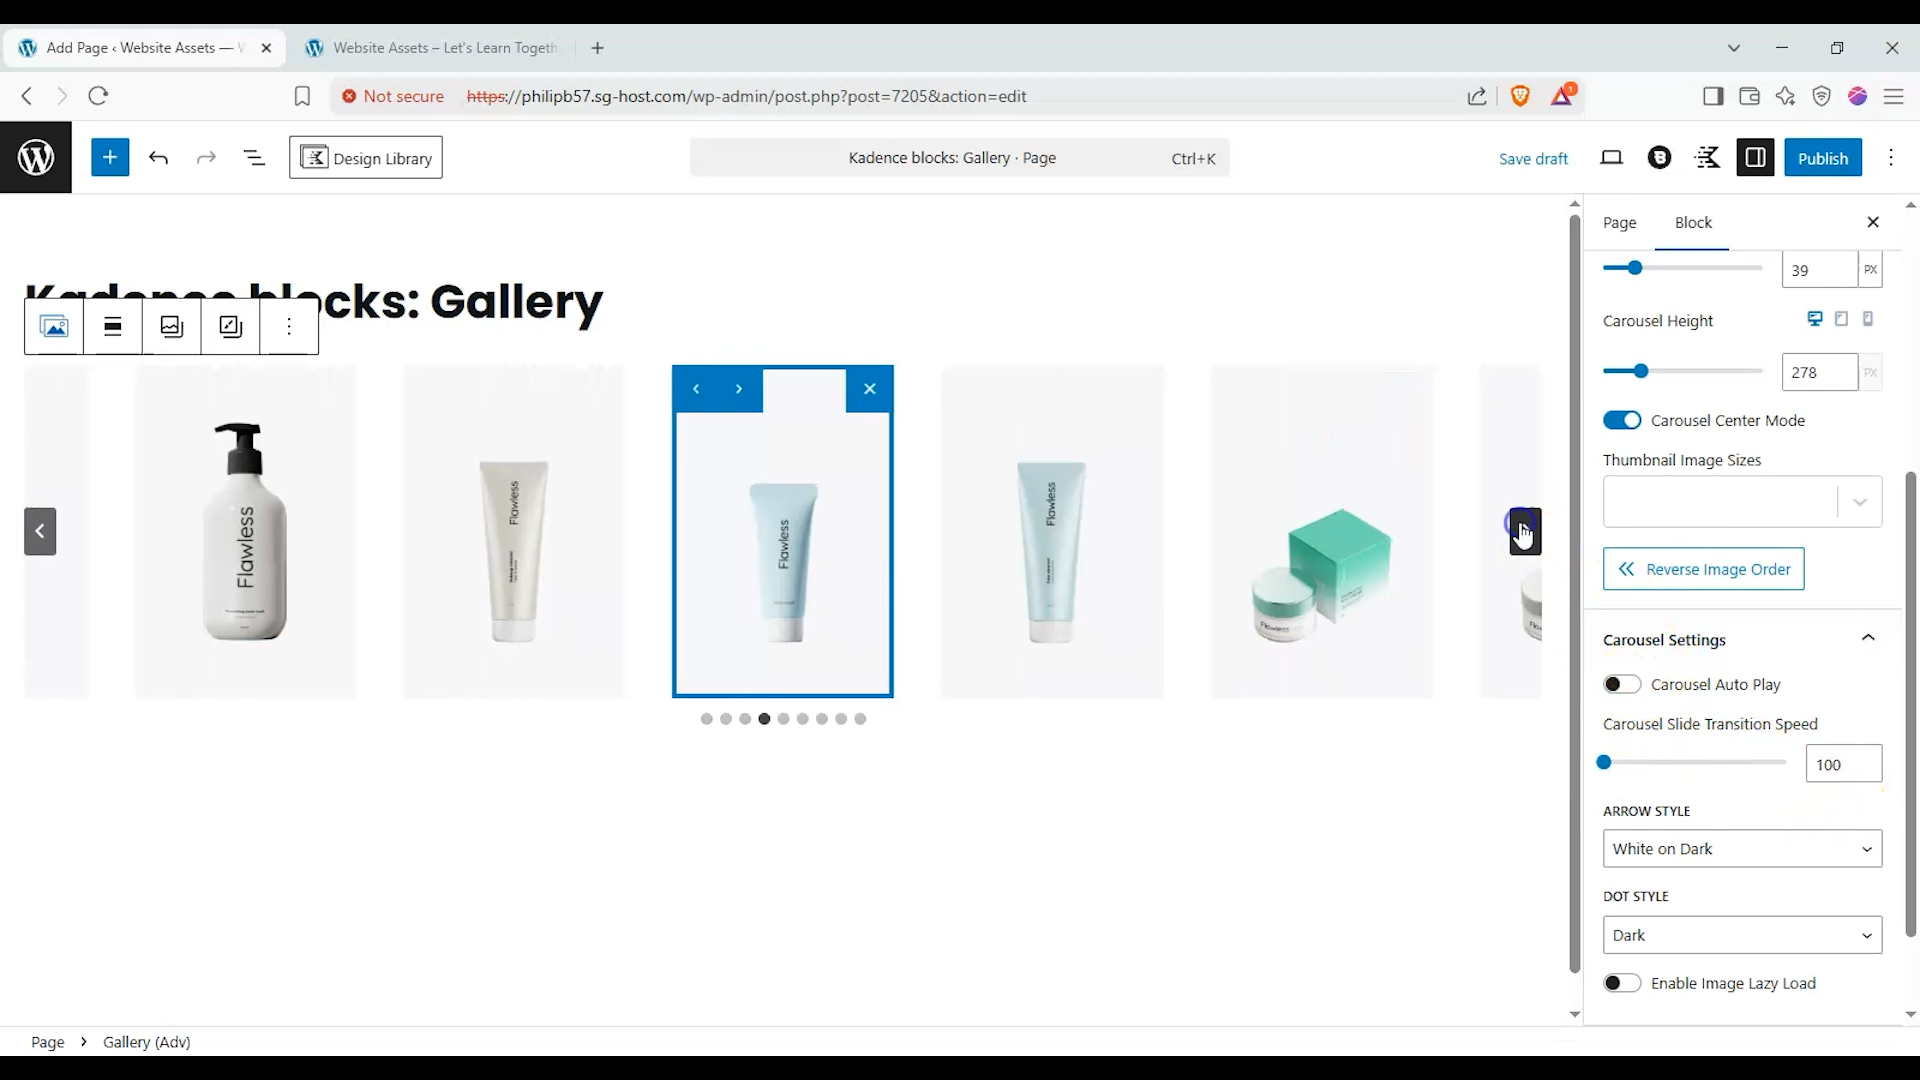 Add Page ‹ Website Assets —
Website Assets – Let's Learn Togeth
Not secure https://philipb57.sg-host.com/wp-admin/post.php?post=7205&action=edit
Design Library
Kadence blocks: Gallery · Page Ctrl+K
Save draft
Publish
Page Block
39 PX
Kadence blocks: Gallery
Carousel Height
278 PX
Carousel Center Mode
Thumbnail Image Sizes
Flawless
Flawless
Flawless
Flawless
Reverse Image Order
Carousel Settings
Carousel Auto Play
Carousel Slide Transition Speed
100
ARROW STYLE
White on Dark
DOT STYLE
Dark
Enable Image Lazy Load
Page Gallery (Adv)